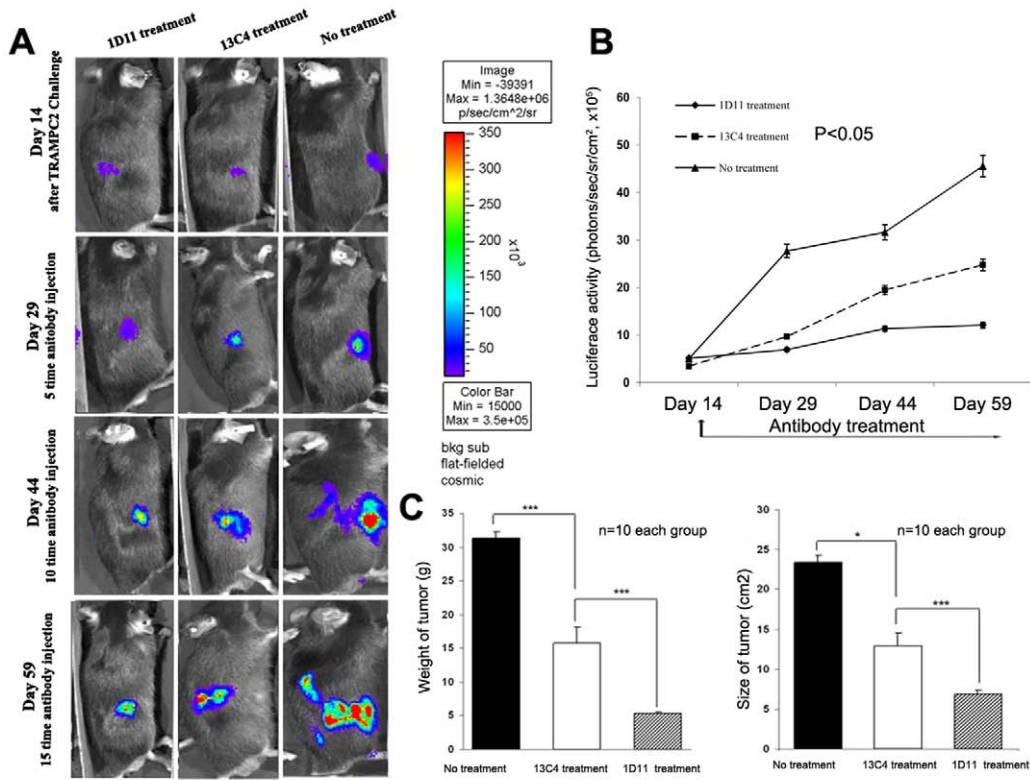 A
1D11 treatment
13C4 treatment
No treatment
Day 14
after TRAMPC2 Challenge
Day 29
5 time anitobdy injection
Day 44
10 time anitibody injection
Day 59
15 time antibody injection
Image
Min = -39391
Max = 1.3648e+06
p/sec/cm^2/sr
350
300
250
200
150
100
50
x10³
Color Bar
Min = 15000
Max = 3.5e+05
bkg sub
flat-fielded
cosmic
B
Luciferace activity (photons/sec/sr/cm², x10⁵)
60
50
40
30
20
10
0
1D11 treatment
13C4 treatment
No treatment
P<0.05
Day 14 Day 29 Day 44 Day 59
Antibody treatment
C
Weight of tumor (g)
35
30
25
20
15
10
5
0
***
***
n=10 each group
No treatment 13C4 treatment 1D11 treatment
Size of tumor (cm2)
30
25
20
15
10
5
0
*
***
n=10 each group
No treatment 13C4 treatment 1D11 treatment